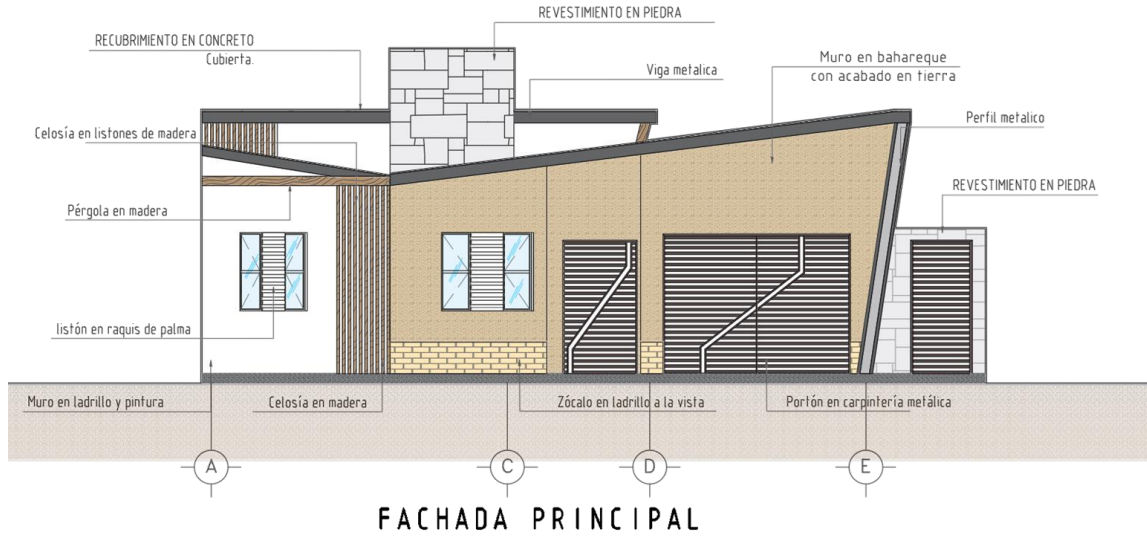 REVESTIMIENTO EN PIEDRA
RECUBRIMIENTO EN CONCRETO
Cubierta.
Viga metalica
Muro en bahareque
con acabado en tierra
Perfil metalico
Celosía en listones de madera
REVESTIMIENTO EN PIEDRA
Pérgola en madera
listón en raquis de palma
Muro en ladrillo y pintura
Celosía en madera
Zócalo en ladrillo a la vista
Portón en carpintería metálica
A
C
D
E
FACHADA PRINCIPAL